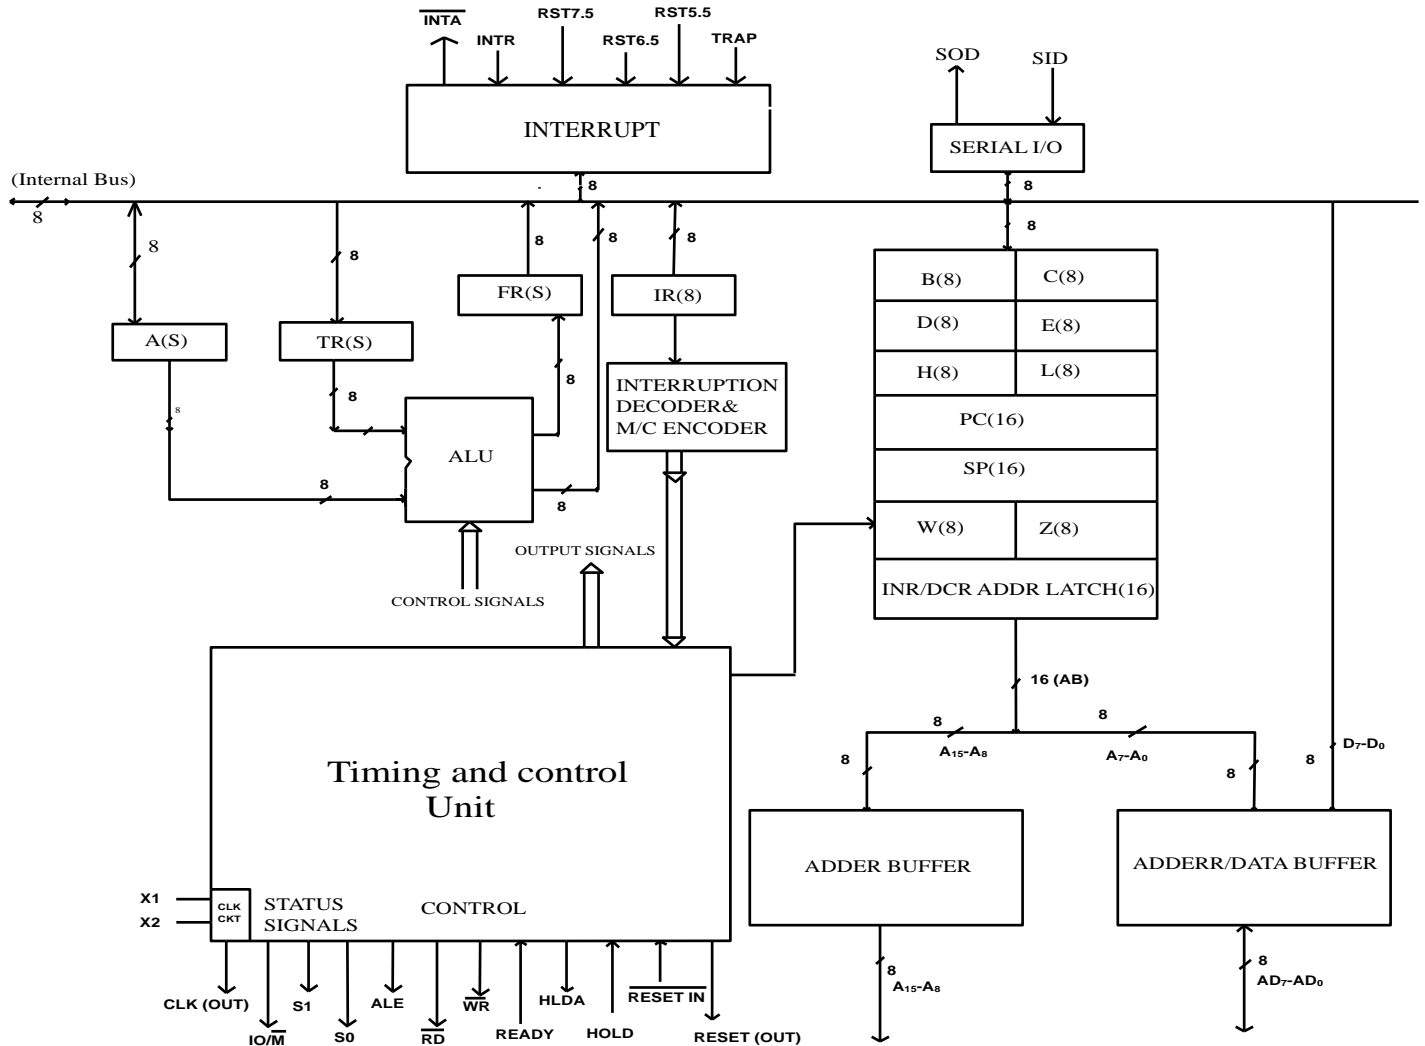 INTA
INTR
RST7.5
RST6.5
RST5.5
TRAP
SOD
SID
INTERRUPT
SERIAL I/O
(Internal Bus)
8
8
8
8
8
8
8
8
8
B(8)
C(8)
FR(S)
IR(8)
D(8)
E(8)
A(S)
TR(S)
H(8)
L(8)
8
8
8
INTERRUPTION
DECODER&
M/C ENCODER
PC(16)
ALU
SP(16)
8
8
W(8)
Z(8)
OUTPUT SIGNALS
CONTROL SIGNALS
INR/DCR ADDR LATCH(16)
16 (AB)
8
8
A15-A8
A7-A0
D7-D0
8
8
8
Timing and control
Unit
ADDER BUFFER
ADDERR/DATA BUFFER
X1
X2
CLK
CKT
STATUS
SIGNALS
CONTROL
8
A15-A8
8
AD7-AD0
CLK (OUT)
IO/M
S1
S0
ALE
RD
WR
READY
HLDA
HOLD
RESET IN
RESET (OUT)